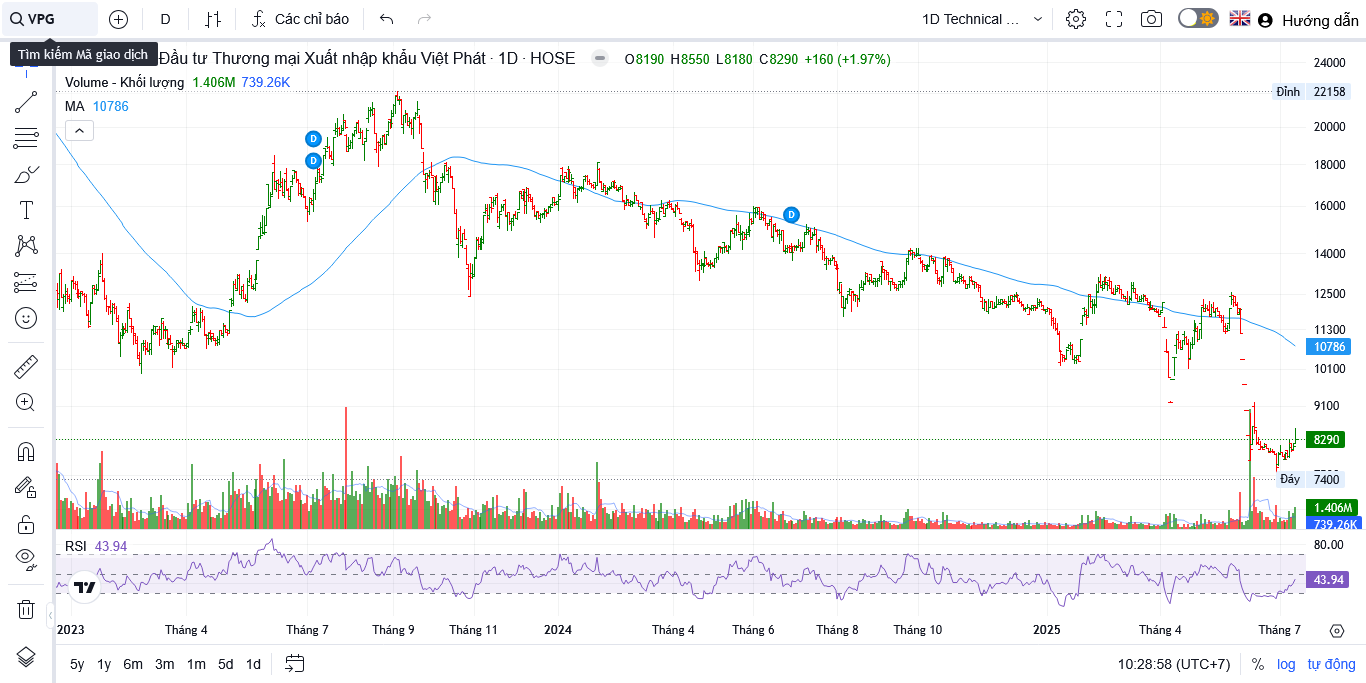 VPG
D
Các chỉ báo
1D Technical ...
Hướng dẫn
Tìm kiếm Mã giao dịch
Đầu tư Thương mại Xuất nhập khẩu Việt Phát · 1D · HOSE
O8190 H8550 L8180 C8290 +160 (+1.97%)
Volume - Khối lượng 1.406M 739.26K
MA 10786
D
D
D
24000
Đỉnh 22158
20000
18000
16000
14000
12500
11300
10786
10100
9100
8290
Đáy 7400
1.406M
739.26K
RSI 43.94
80.00
43.94
2023 Tháng 4 Tháng 7 Tháng 9 Tháng 11 2024 Tháng 4 Tháng 6 Tháng 8 Tháng 10 2025 Tháng 4 Tháng 7
5y 1y 6m 3m 1m 5d 1d
10:28:58 (UTC+7) % log tự động